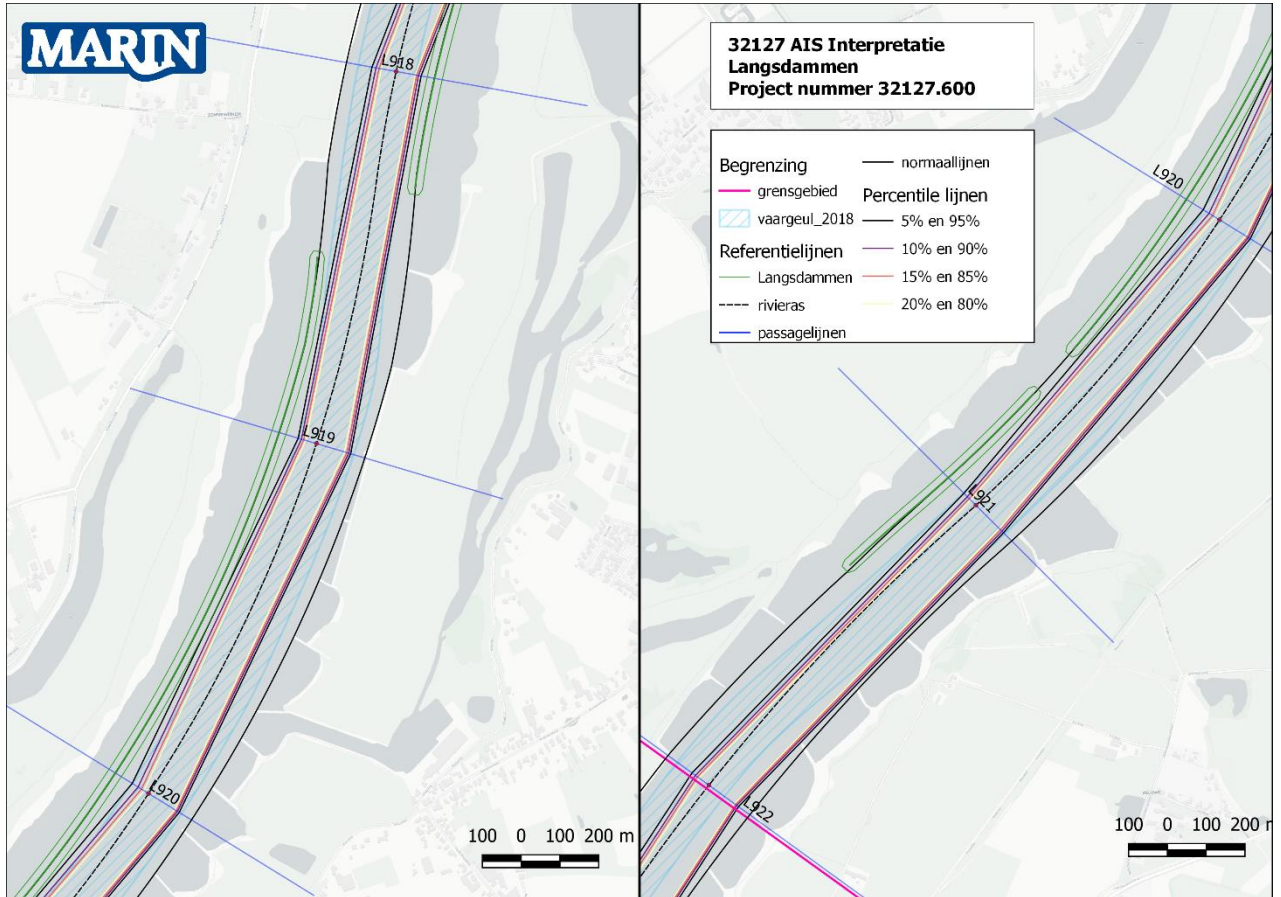 MARIN
L918
L919
L920
100 0 100 200 m
32127 AIS Interpretatie
Langsdammen
Project nummer 32127.600
Begrenzing
grensgebied
vaargeul_2018
Referentielijnen
Langsdammen
rivieras
passagelijnen
normaallijnen
Percentile lijnen
5% en 95%
10% en 90%
15% en 85%
20% en 80%
L920
L921
L922
100 0 100 200 m